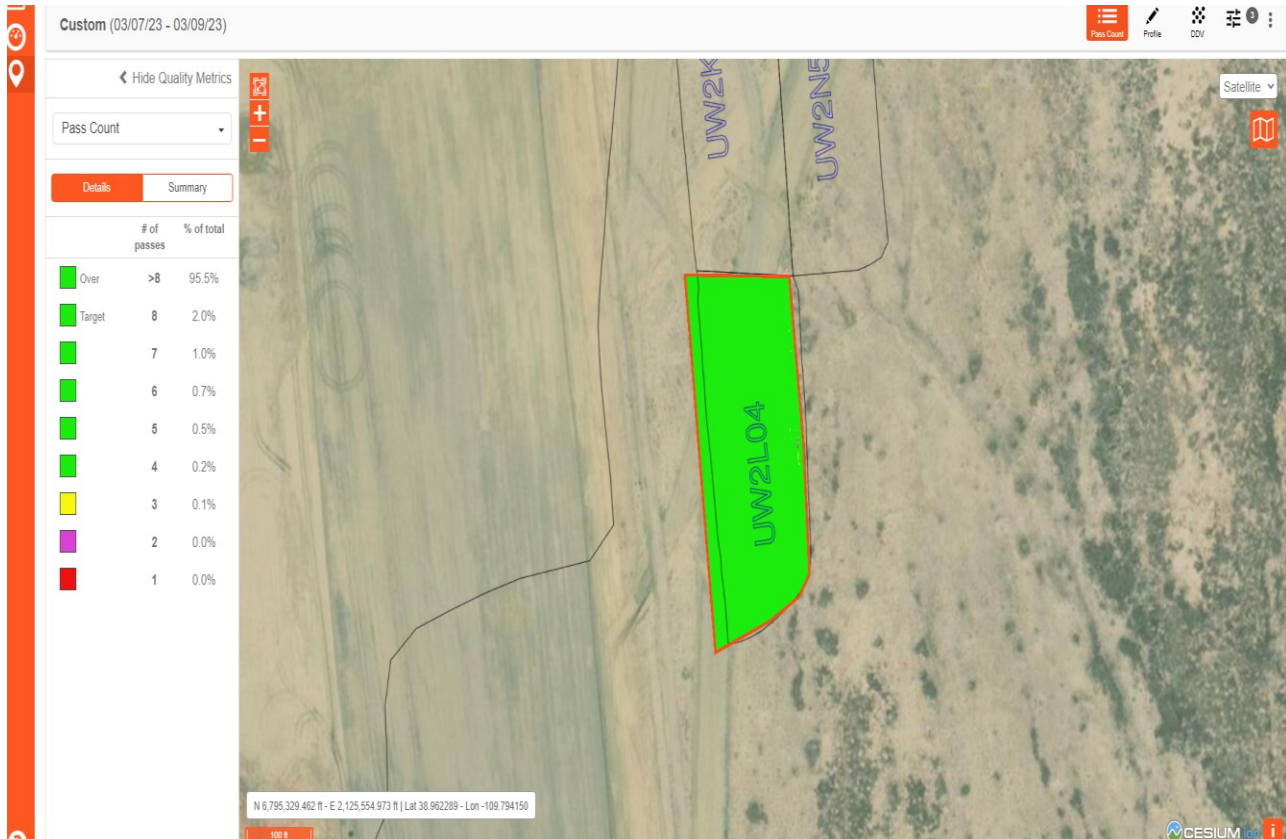 Custom (03/07/23 - 03/09/23)
Pass Count
Profile
DDV
3
Hide Quality Metrics
Pass Count
Details
Summary
# of passes
% of total
Over >8 95.5%
Target 8 2.0%
7 1.0%
6 0.7%
5 0.5%
4 0.2%
3 0.1%
2 0.0%
1 0.0%
+
−
UW2K
UW2N5
Satellite
UW2L04
N 6,795,329.462 ft - E 2,125,554.973 ft | Lat 38.962289 - Lon -109.794150
100 ft
CESIUM ion
i